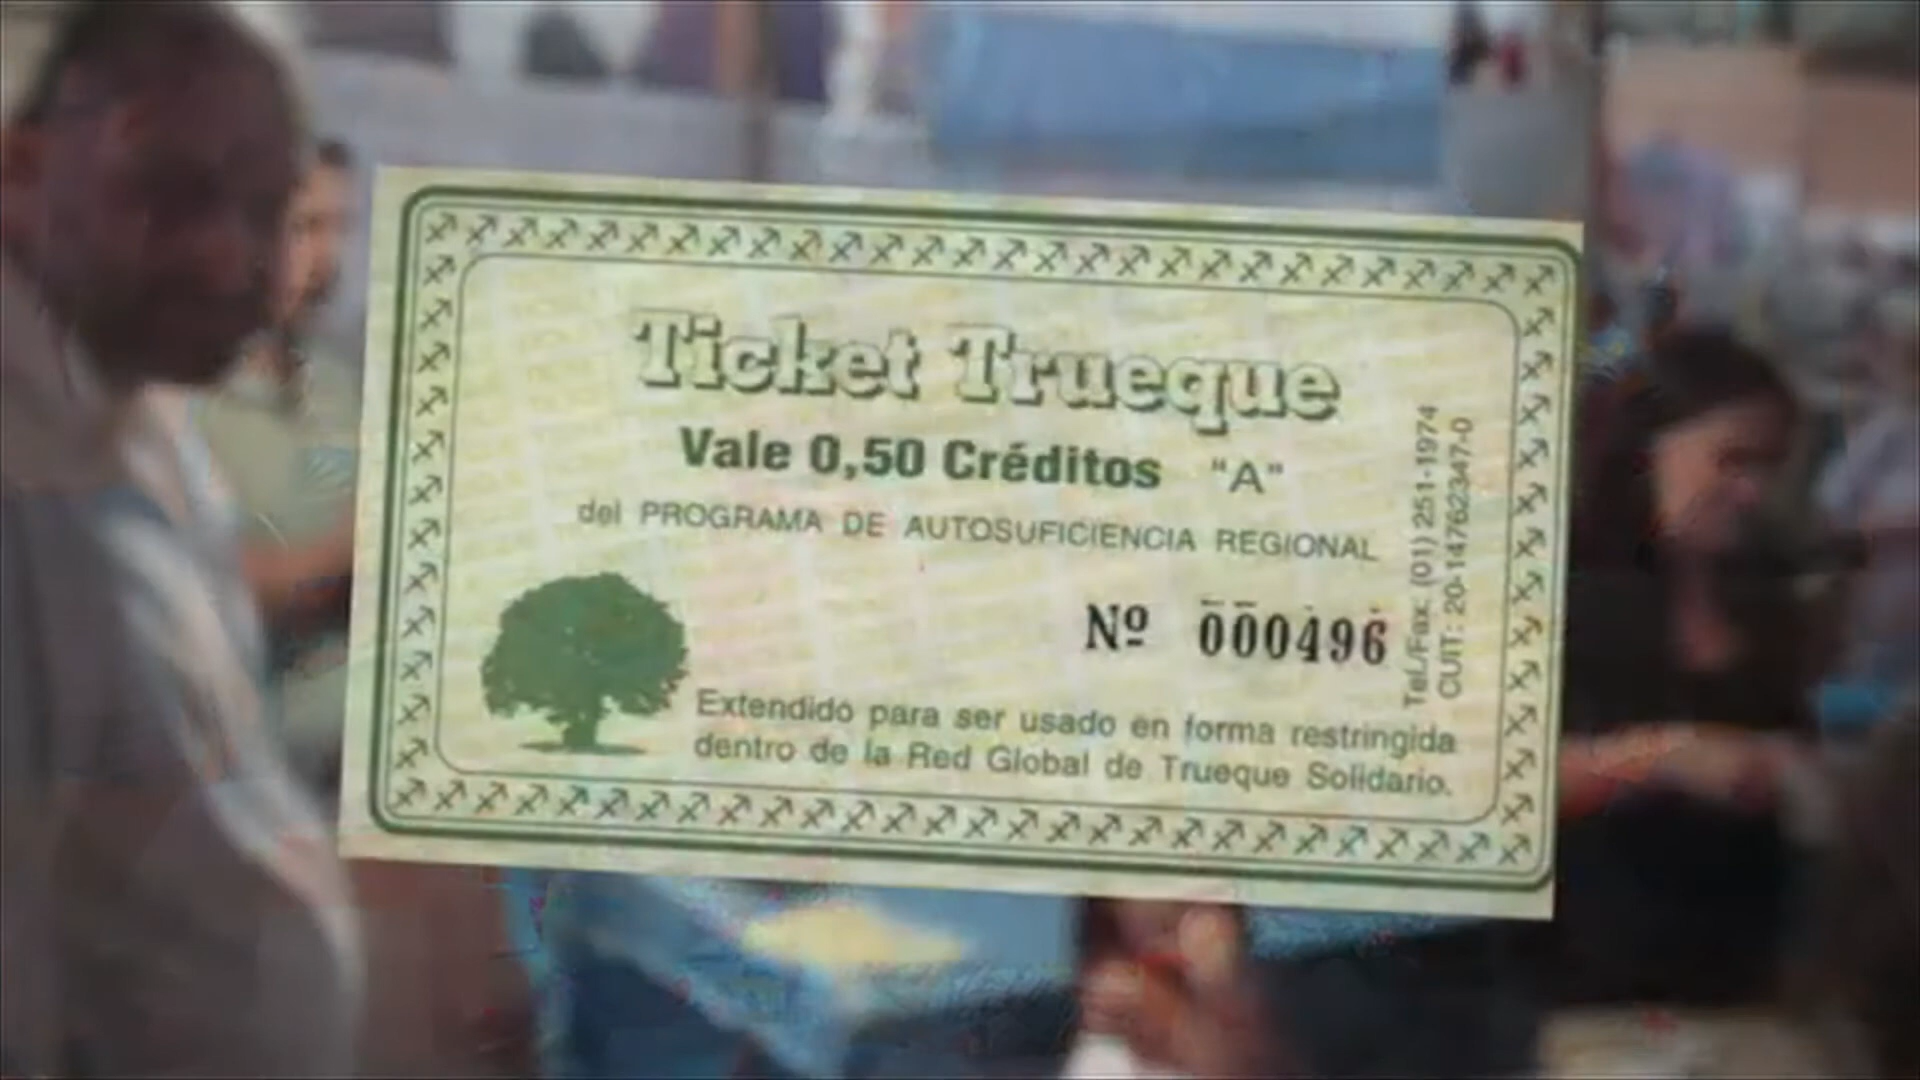 Ticket Trueque
Vale 0,50 Créditos "A"
del PROGRAMA DE AUTOSUFICIENCIA REGIONAL
Nº 000496
Extendido para ser usado en forma restringida
dentro de la Red Global de Trueque Solidario.
Tel./Fax: (01) 251-1974
CUIT: 20-14762347-0